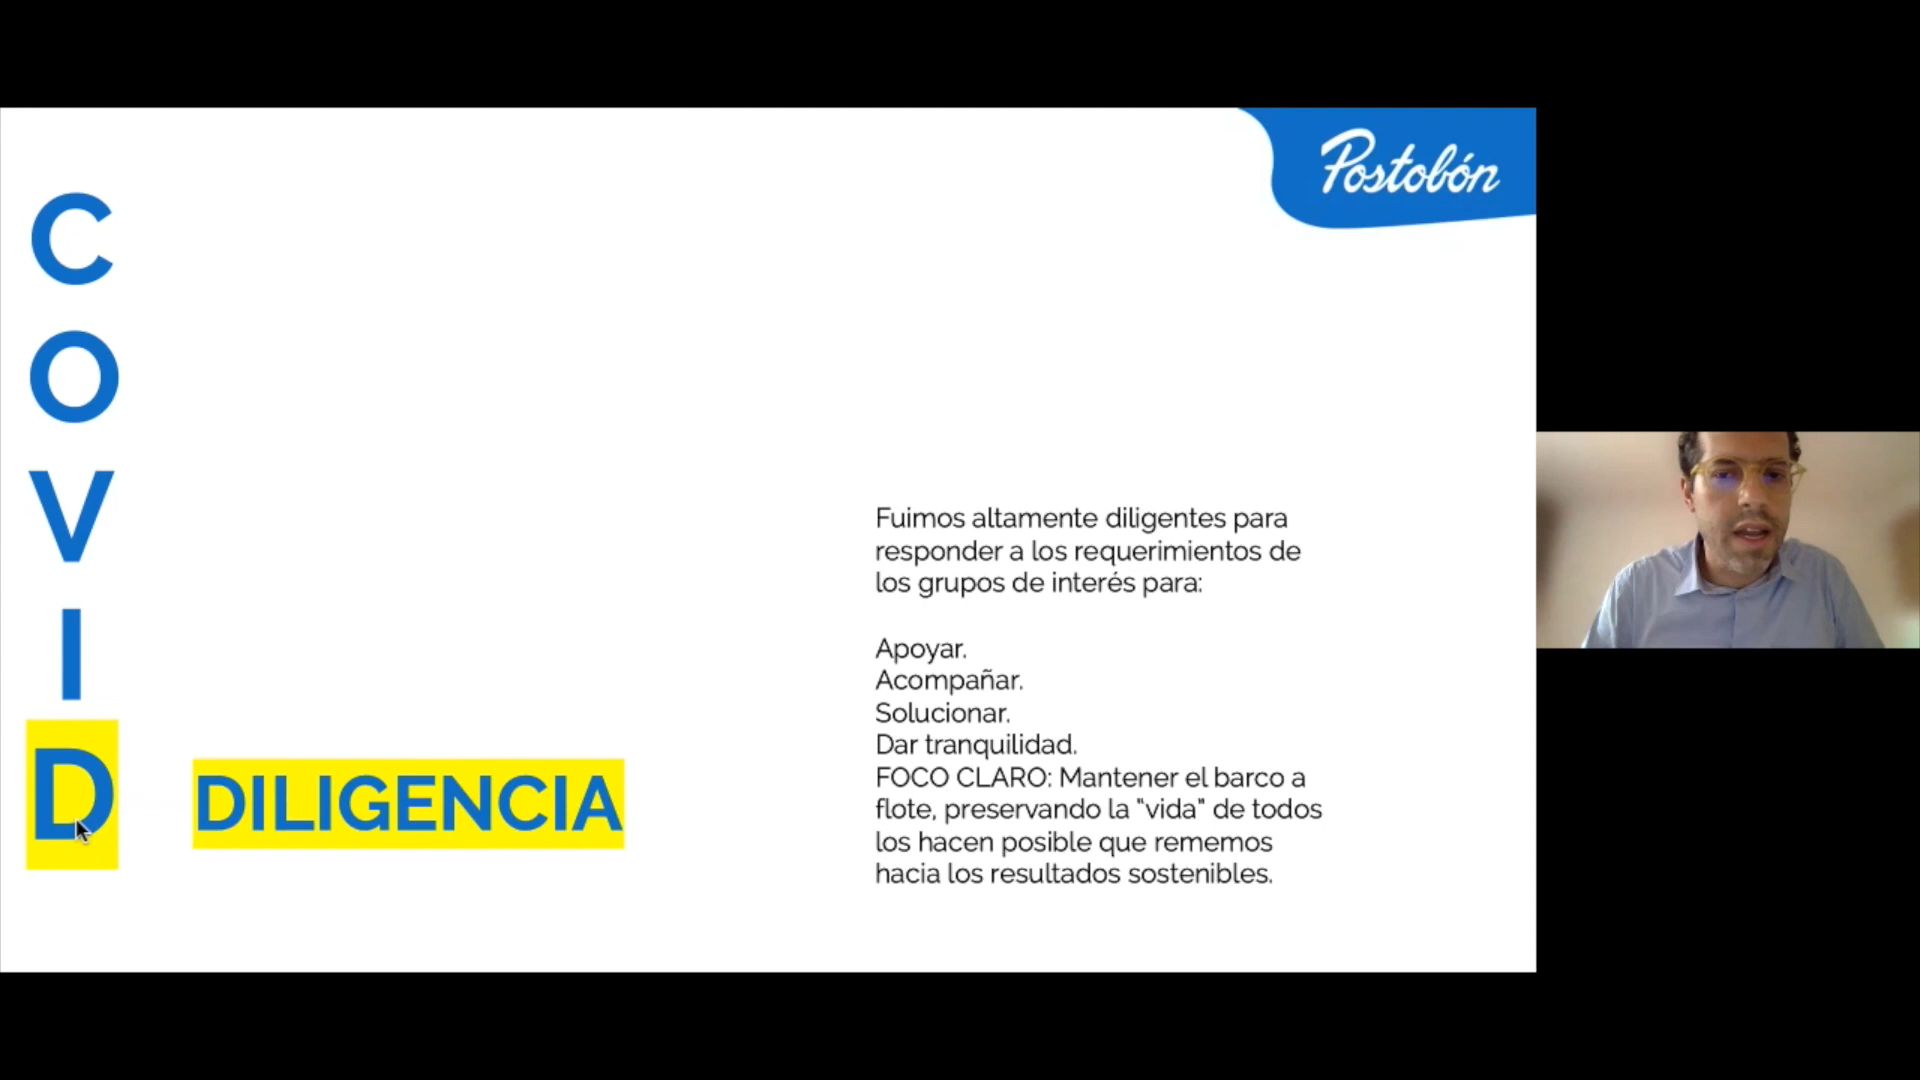 Postobón
C
O
V
I
D
DILIGENCIA
Fuimos altamente diligentes para
responder a los requerimientos de
los grupos de interés para:
Apoyar.
Acompañar.
Solucionar.
Dar tranquilidad.
FOCO CLARO: Mantener el barco a
flote, preservando la "vida" de todos
los hacen posible que rememos
hacia los resultados sostenibles.